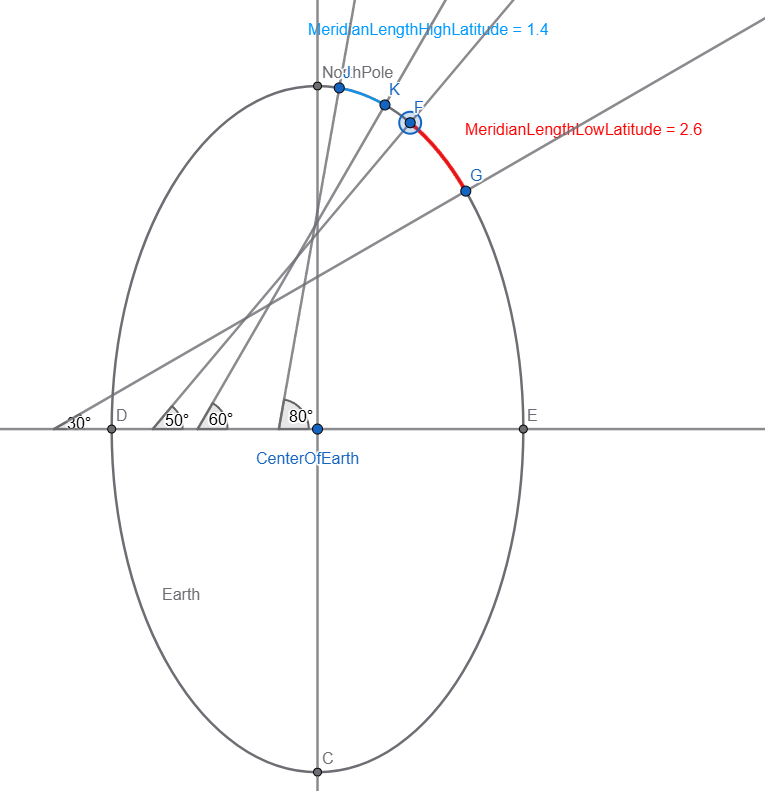 MeridianLengthHighLatitude = 1.4
NorthPole
J
K
F
MeridianLengthLowLatitude = 2.6
G
30°
D
50°
60°
80°
E
CenterOfEarth
Earth
C